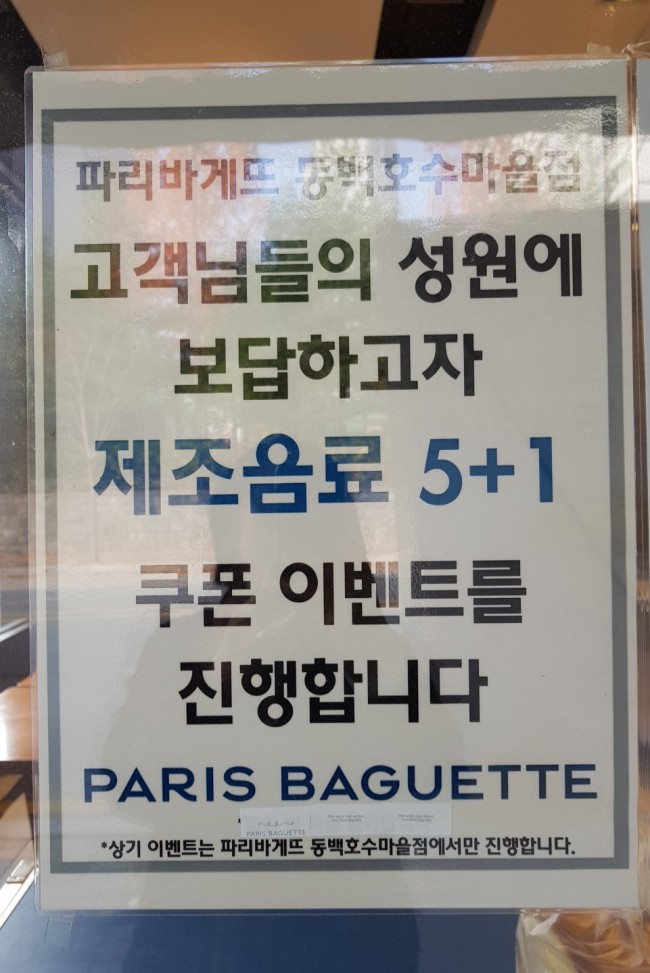 파리바게뜨 동백호수마을점
고객님들의 성원에
보답하고자
제조음료 5+1
쿠폰 이벤트를
진행합니다
PARIS BAGUETTE
PARIS BAGUETTE
*상기 이벤트는 파리바게뜨 동백호수마을점에서만 진행합니다.